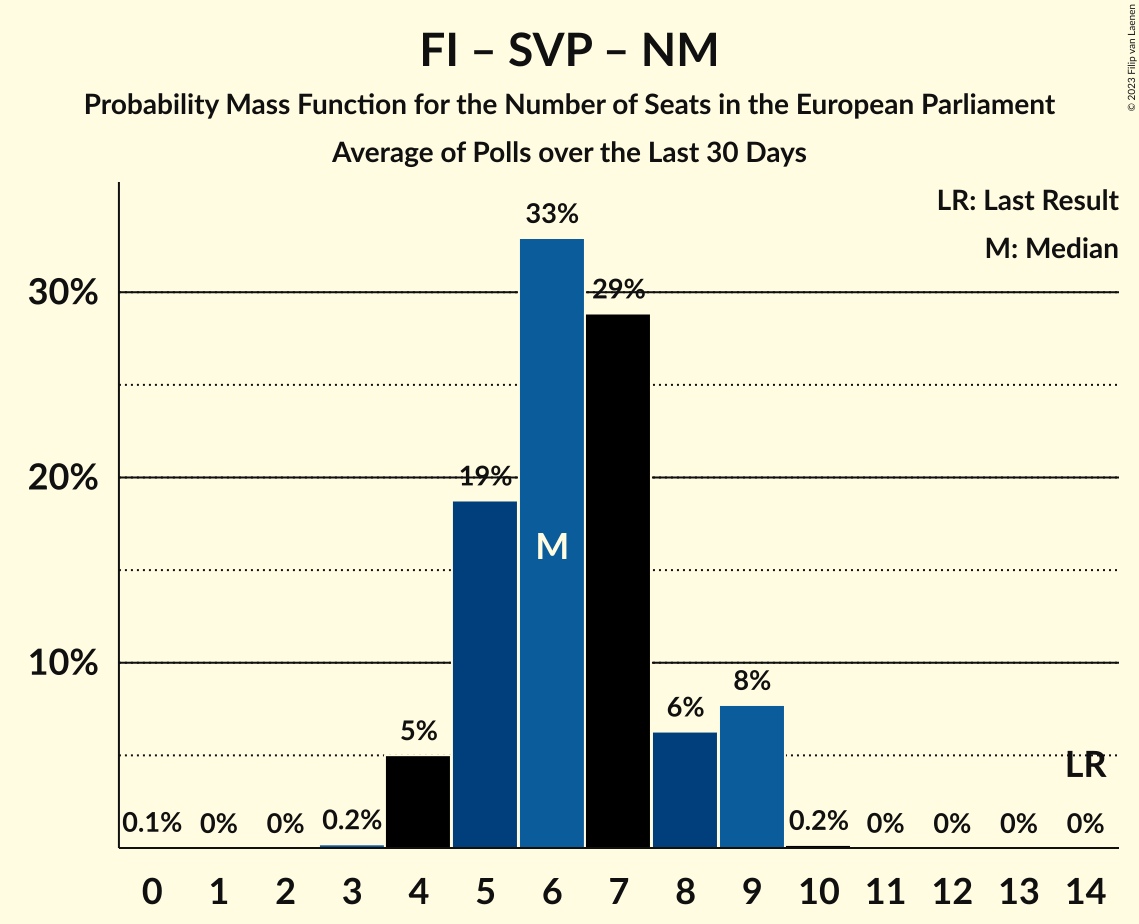 FI – SVP – NM
Probability Mass Function for the Number of Seats in the European Parliament
Average of Polls over the Last 30 Days
© 2023 Filip van Laenen
LR: Last Result
M: Median
33%
30%
29%
20%
19%
M
10%
8%
6%
5%
LR
0.1% 0% 0% 0.2% 0.2% 0% 0% 0% 0%
0 1 2 3 4 5 6 7 8 9 10 11 12 13 14